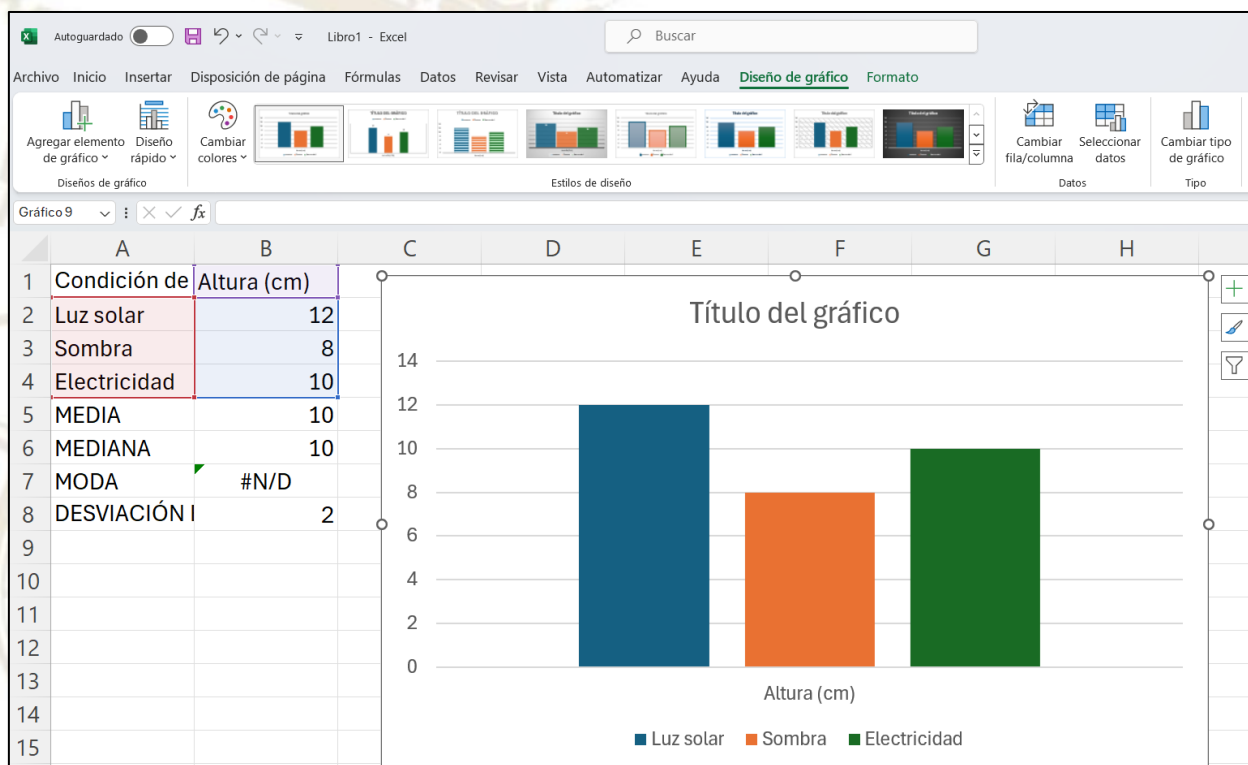 Autoguardado Libro1 - Excel Buscar
Archivo Inicio Insertar Disposición de página Fórmulas Datos Revisar Vista Automatizar Ayuda Diseño de gráfico Formato
Agregar elemento de gráfico
Diseño rápido
Cambiar colores
Cambiar fila/columna
Seleccionar datos
Cambiar tipo de gráfico
Diseños de gráfico Estilos de diseño Datos Tipo
Gráfico 9 fx
A B C D E F G H
1 Condición de Altura (cm)
2 Luz solar 12
3 Sombra 8
4 Electricidad 10
5 MEDIA 10
6 MEDIANA 10
7 MODA #N/D
8 DESVIACIÓN 2
9
10
11
12
13
14
15
Título del gráfico
14
12
10
8
6
4
2
0
Altura (cm)
Luz solar Sombra Electricidad